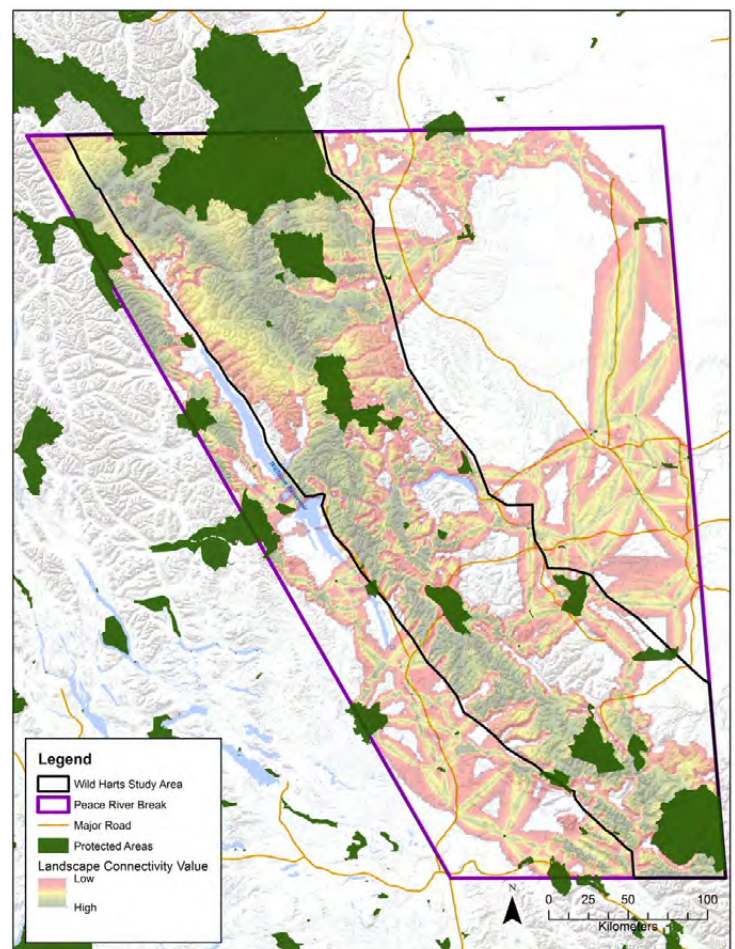 Legend
Wild Harts Study Area
Peace River Break
Major Road
Protected Areas
Landscape Connectivity Value
Low
High
N
0 25 50 100
Kilometers